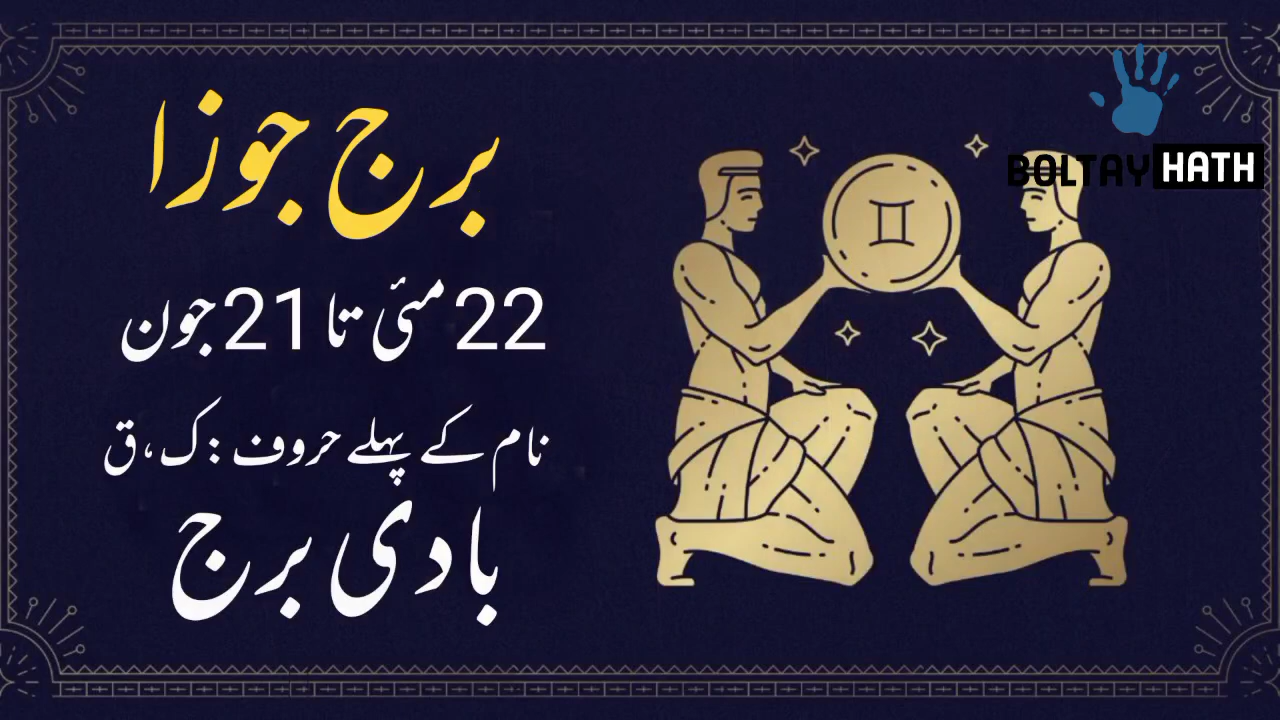 برج جوزا
22 مئی تا 21 جون
نام کے پہلے حروف : ک، ق
بادی برج
BOLTAY HATH